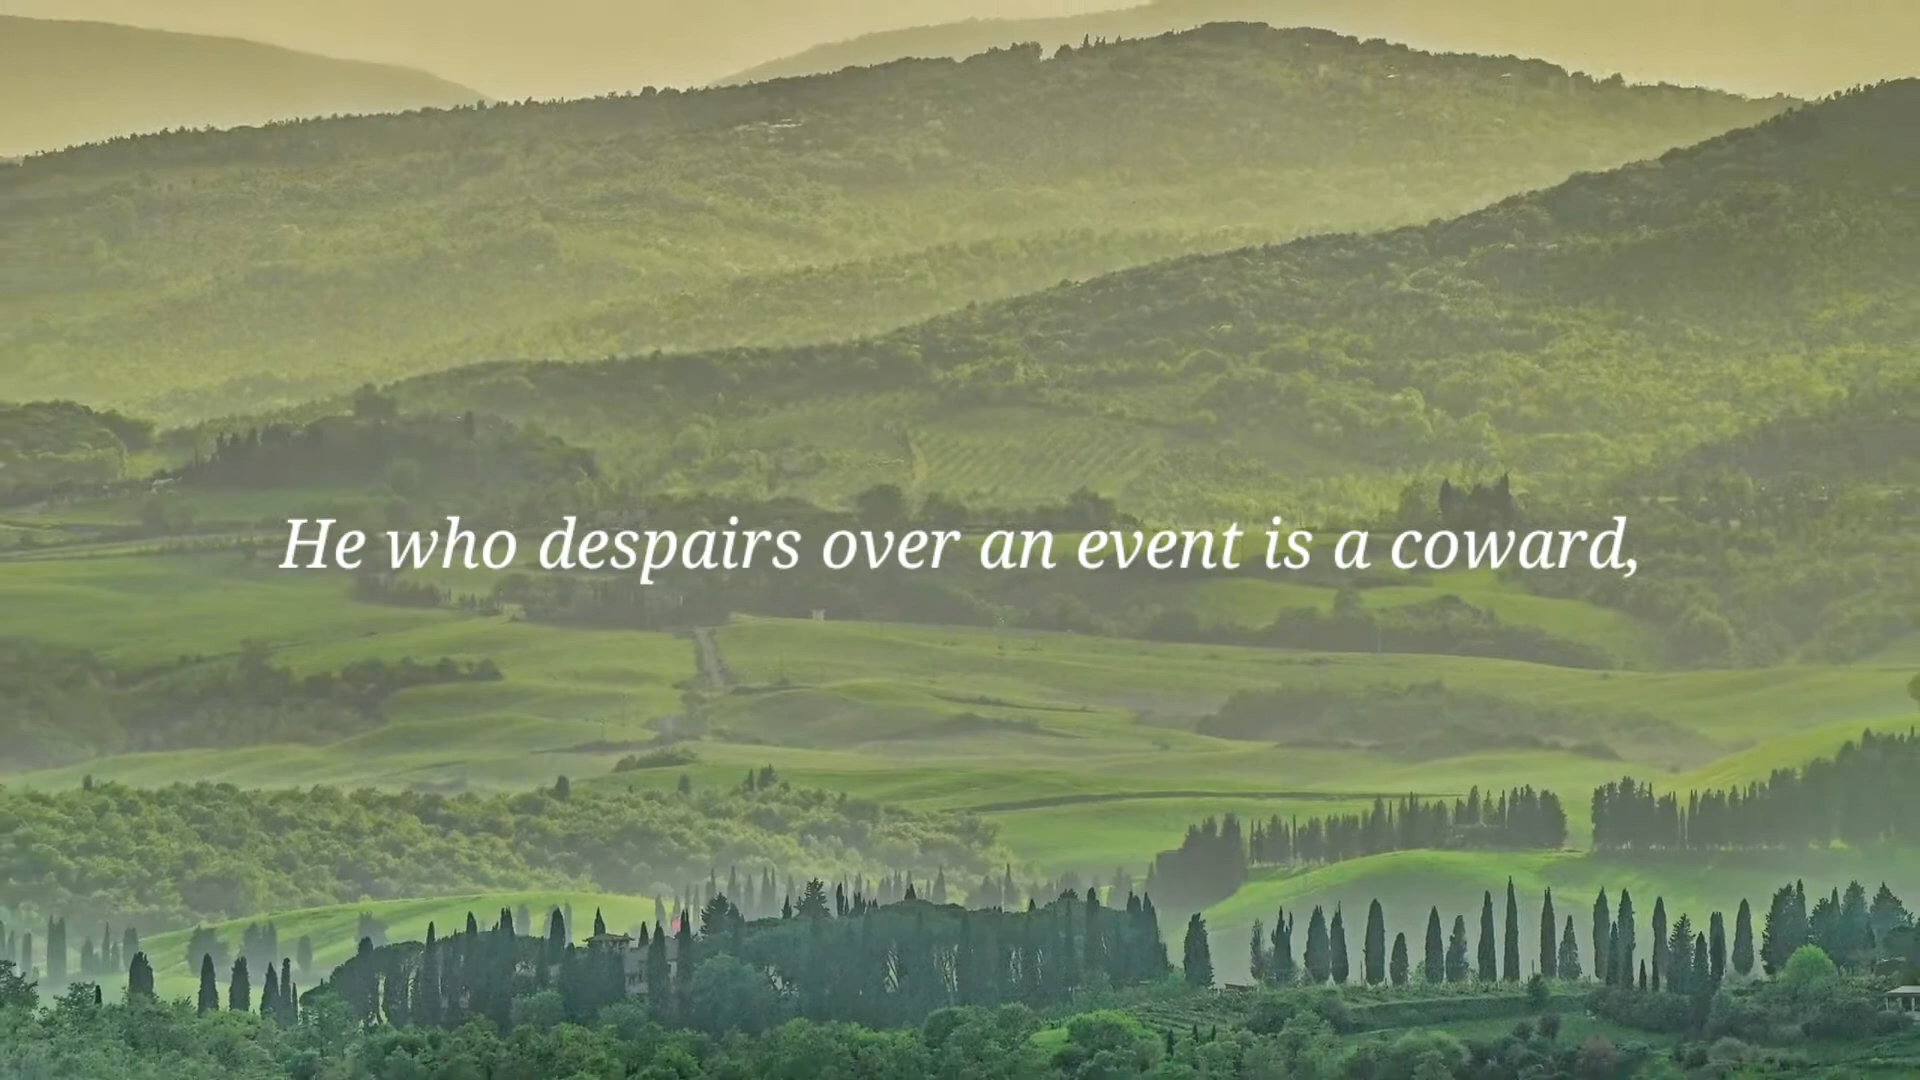 He who despairs over an event is a coward,